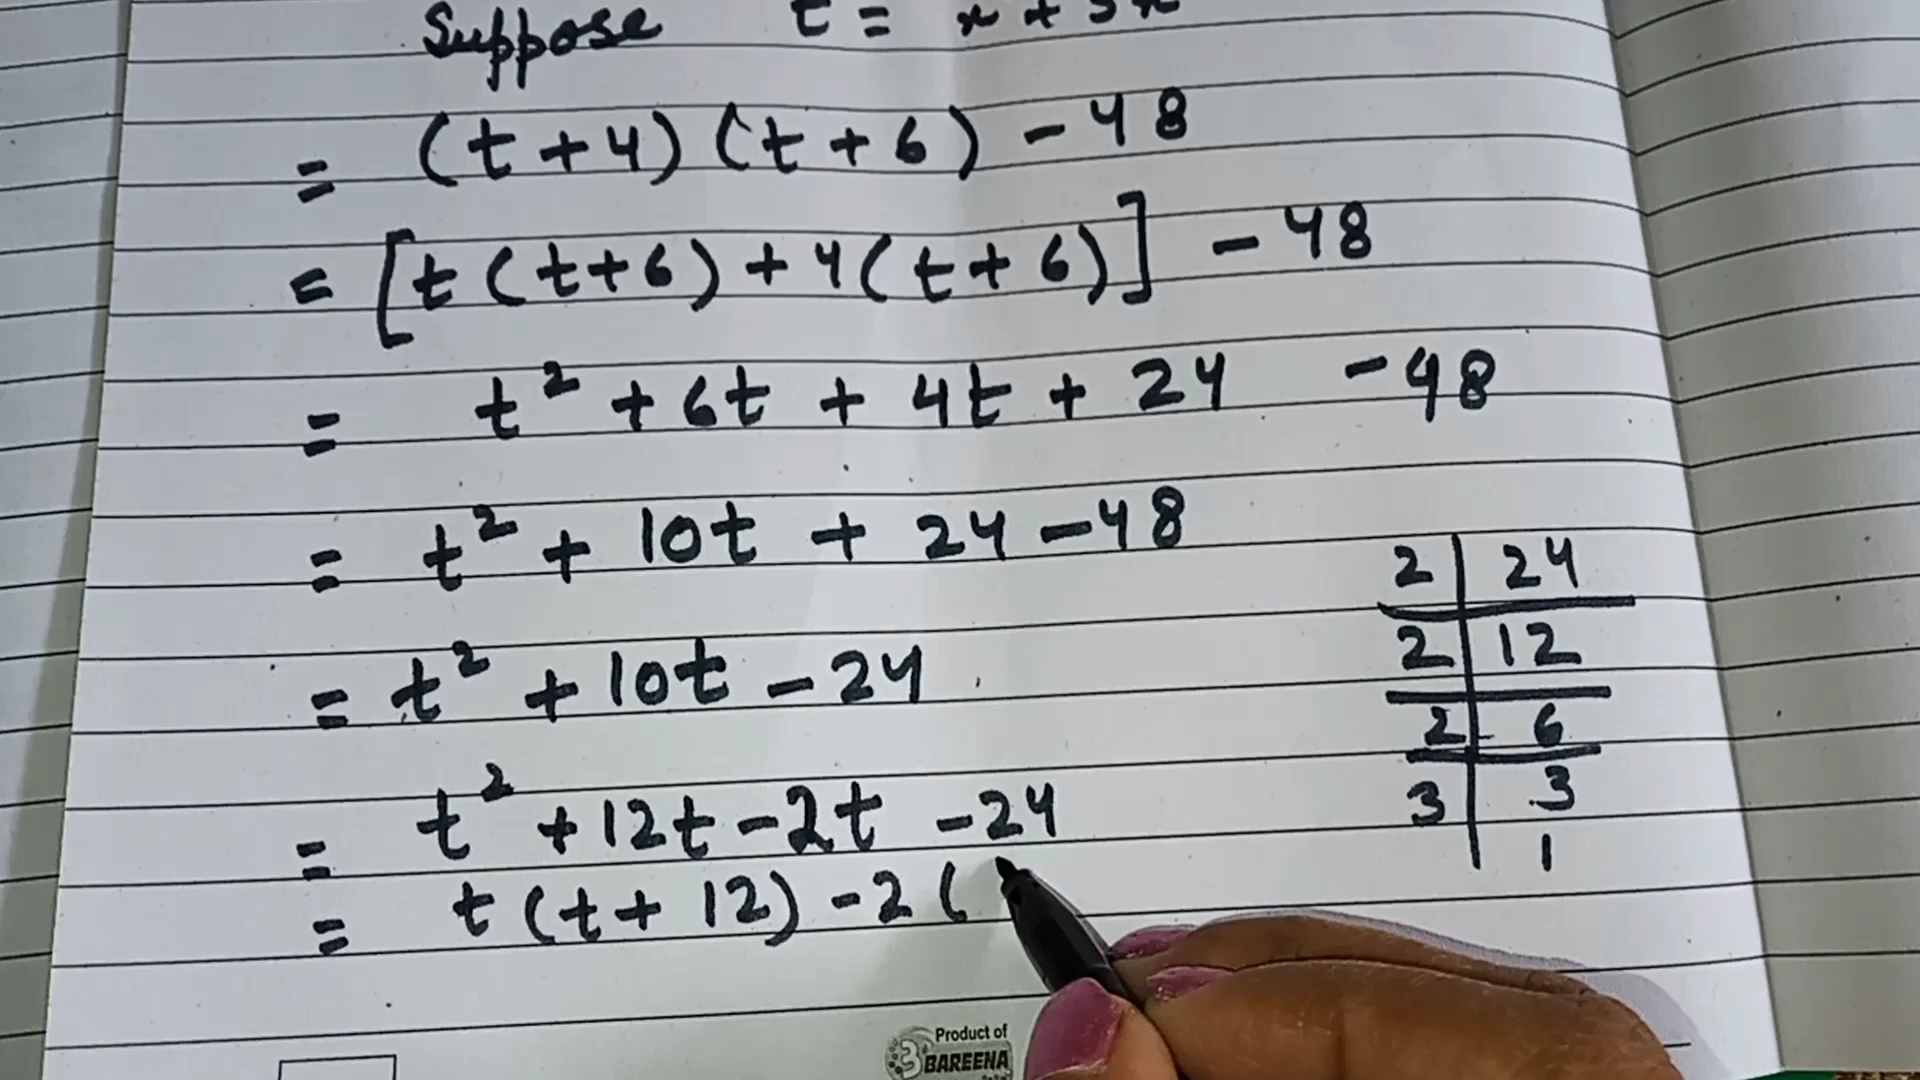 Suppose t = x + 5x
= (t + 4) (t + 6) - 48
= [t (t + 6) + 4 (t + 6)] - 48
= t² + 6t + 4t + 24 - 48
= t² + 10t + 24 - 48
= t² + 10t - 24
= t² + 12t - 2t - 24
= t (t + 12) - 2 (
2 | 24
2 | 12
2 | 6
3 | 3
1
Product of
3 BAREENA